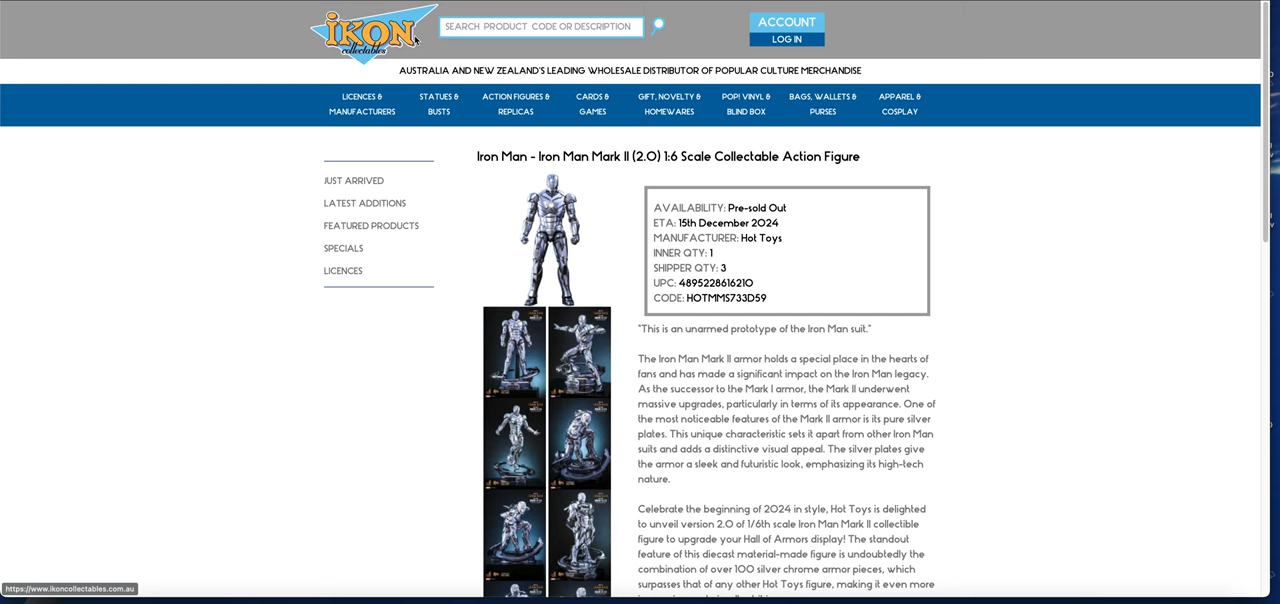 iKON
collectables
SEARCH PRODUCT CODE OR DESCRIPTION
ACCOUNT
LOG IN
AUSTRALIA AND NEW ZEALAND'S LEADING WHOLESALE DISTRIBUTOR OF POPULAR CULTURE MERCHANDISE
LICENCES & MANUFACTURERS
STATUES & BUSTS
ACTION FIGURES & REPLICAS
CARDS & GAMES
GIFT, NOVELTY & HOMEWARES
POP! VINYL & BLIND BOX
BAGS, WALLETS & PURSES
APPAREL & COSPLAY
JUST ARRIVED
LATEST ADDITIONS
FEATURED PRODUCTS
SPECIALS
LICENCES
Iron Man - Iron Man Mark II (2.0) 1:6 Scale Collectable Action Figure
AVAILABILITY: Pre-sold Out
ETA: 15th December 2024
MANUFACTURER: Hot Toys
INNER QTY: 1
SHIPPER QTY: 3
UPC: 4895228616210
CODE: HOTMMS733D59
"This is an unarmed prototype of the Iron Man suit."
The Iron Man Mark II armor holds a special place in the hearts of
fans and has made a significant impact on the Iron Man legacy.
As the successor to the Mark I armor, the Mark II underwent
massive upgrades, particularly in terms of its appearance. One of
the most noticeable features of the Mark II armor is its pure silver
plates. This unique characteristic sets it apart from other Iron Man
suits and adds a distinctive visual appeal. The silver plates give
the armor a sleek and futuristic look, emphasizing its high-tech
nature.
Celebrate the beginning of 2024 in style, Hot Toys is delighted
to unveil version 2.0 of 1/6th scale Iron Man Mark II collectible
figure to upgrade your Hall of Armors display! The standout
feature of this diecast material-made figure is undoubtedly the
combination of over 100 silver chrome armor pieces, which
surpasses that of any other Hot Toys figure, making it even more
https://www.ikoncollectables.com.au